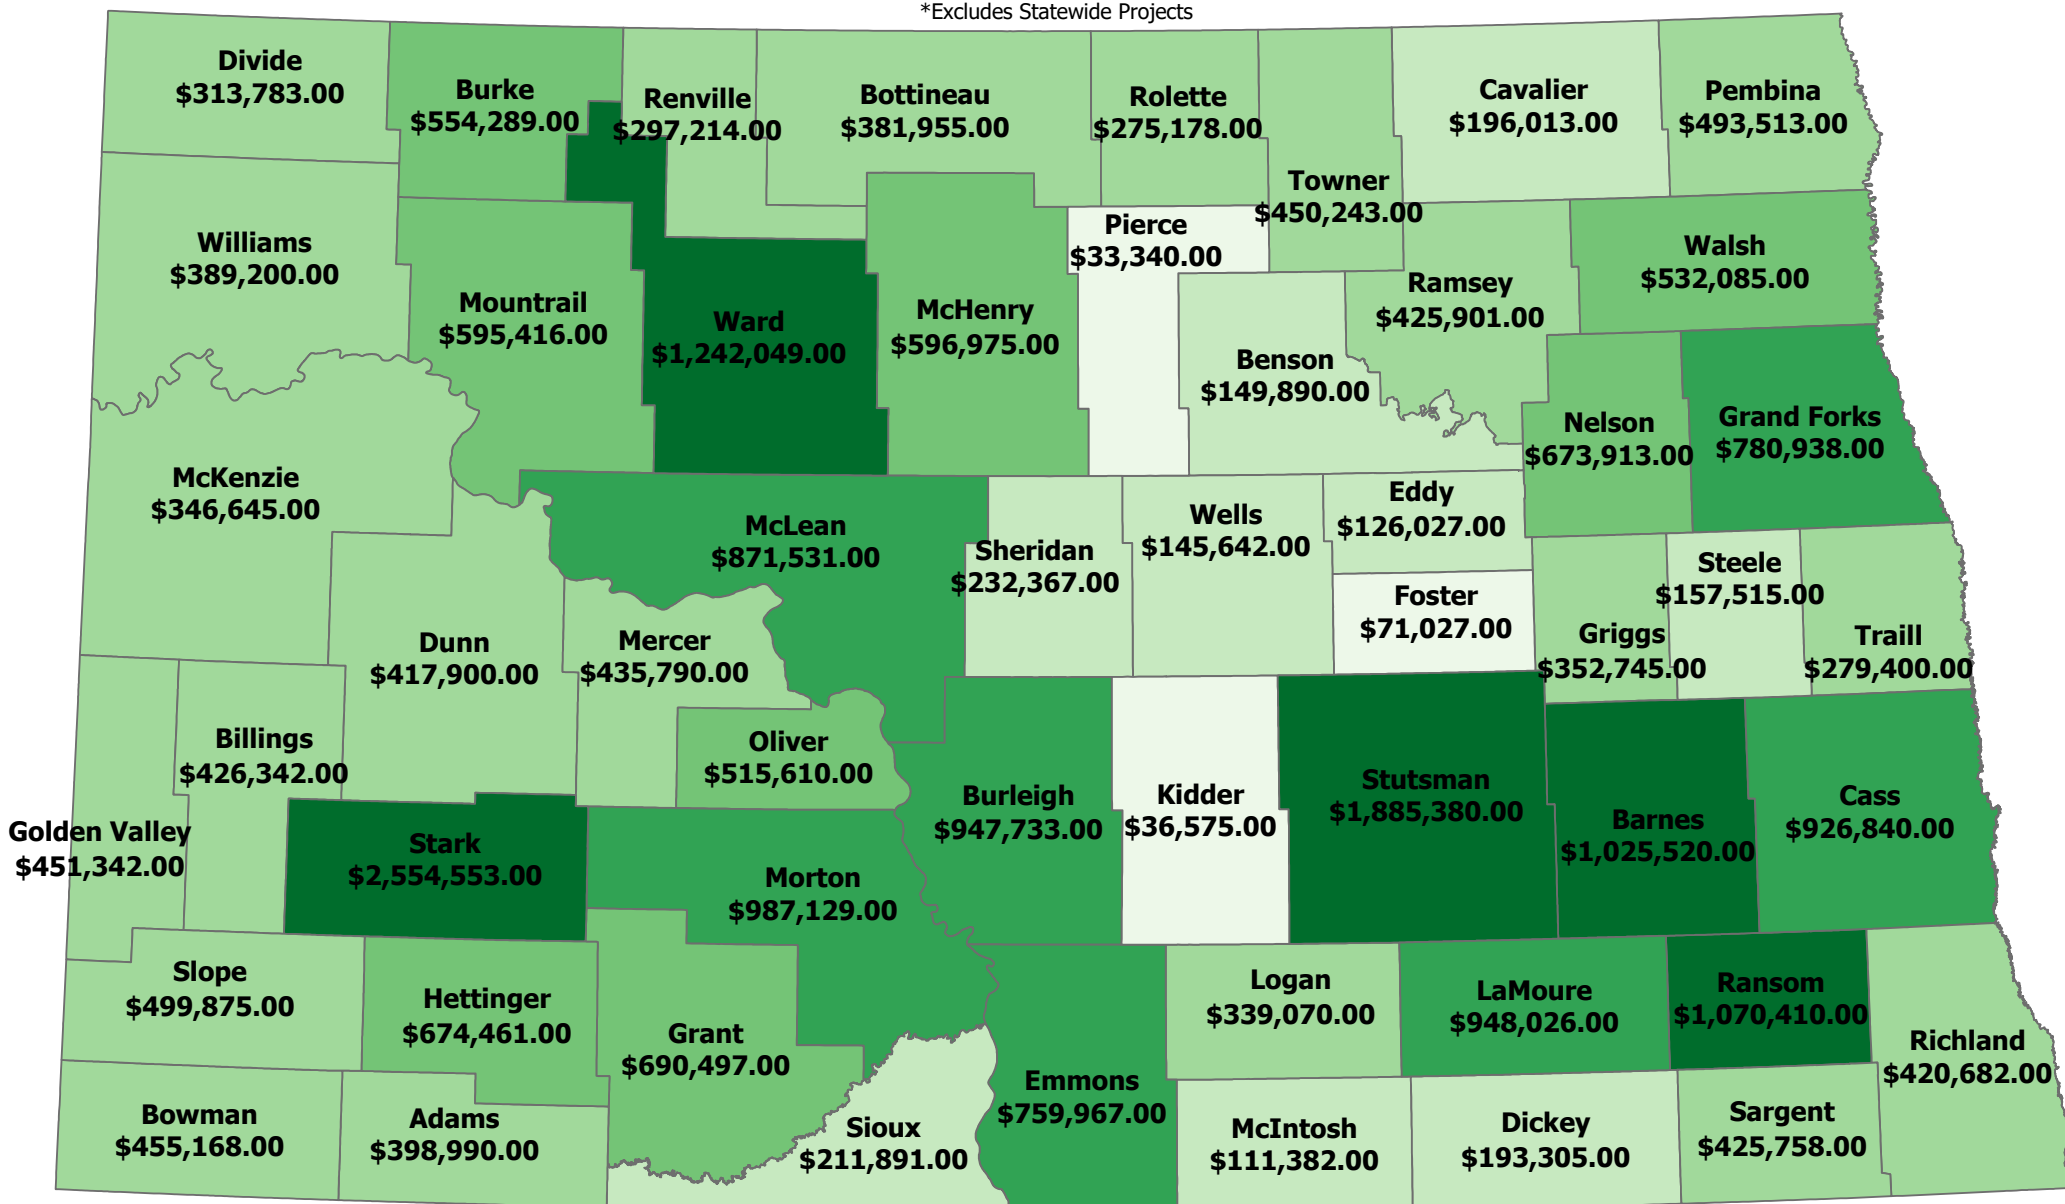 *Excludes Statewide Projects
Divide
$313,783.00
Burke
$554,289.00
Renville
$297,214.00
Bottineau
$381,955.00
Rolette
$275,178.00
Towner
$450,243.00
Cavalier
$196,013.00
Pembina
$493,513.00
Williams
$389,200.00
Mountrail
$595,416.00
Ward
$1,242,049.00
McHenry
$596,975.00
Pierce
$33,340.00
Benson
$149,890.00
Ramsey
$425,901.00
Walsh
$532,085.00
Nelson
$673,913.00
Grand Forks
$780,938.00
McKenzie
$346,645.00
McLean
$871,531.00
Sheridan
$232,367.00
Wells
$145,642.00
Eddy
$126,027.00
Foster
$71,027.00
Griggs
$352,745.00
Steele
$157,515.00
Traill
$279,400.00
Dunn
$417,900.00
Mercer
$435,790.00
Oliver
$515,610.00
Billings
$426,342.00
Golden Valley
$451,342.00
Stark
$2,554,553.00
Morton
$987,129.00
Burleigh
$947,733.00
Kidder
$36,575.00
Stutsman
$1,885,380.00
Barnes
$1,025,520.00
Cass
$926,840.00
Slope
$499,875.00
Hettinger
$674,461.00
Grant
$690,497.00
Emmons
$759,967.00
Logan
$339,070.00
LaMoure
$948,026.00
Ransom
$1,070,410.00
Richland
$420,682.00
Bowman
$455,168.00
Adams
$398,990.00
Sioux
$211,891.00
McIntosh
$111,382.00
Dickey
$193,305.00
Sargent
$425,758.00